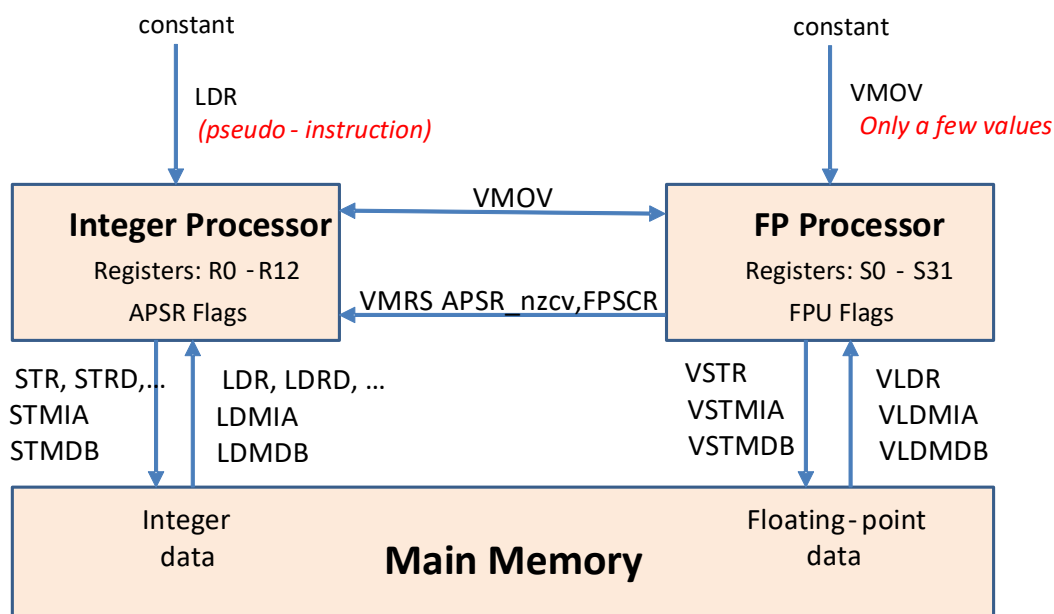 constant
constant
LDR
(pseudo - instruction)
VMOV
Only a few values
Integer Processor
Registers: R0 - R12
APSR Flags
VMOV
VMRS APSR_nzcv,FPSCR
FP Processor
Registers: S0 - S31
FPU Flags
STR, STRD,...
STMIA
STMDB
LDR, LDRD, ...
LDMIA
LDMDB
VSTR
VSTMIA
VSTMDB
VLDR
VLDMIA
VLDMDB
Integer
data
Main Memory
Floating-point
data